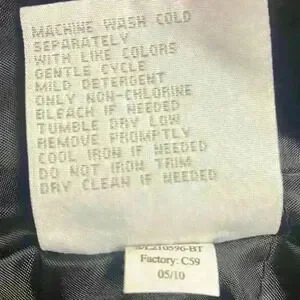 MACHINE WASH COLD
SEPARATELY
WITH LIKE COLORS
GENTLE CYCLE
MILD DETERGENT
ONLY NON-CHLORINE
BLEACH IF NEEDED
TUMBLE DRY LOW
REMOVE PROMPTLY
COOL IRON IF NEEDED
DO NOT IRON TRIM
DRY CLEAN IF NEEDED
Factory: C59
05/10